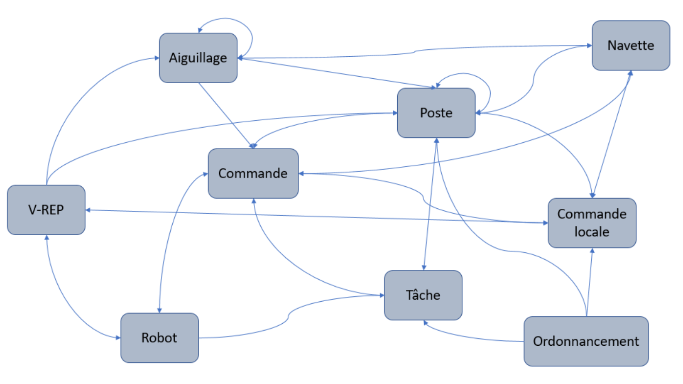 Navette
Aiguillage
Poste
Commande
V-REP
Commande
locale
Tâche
Robot
Ordonnancement